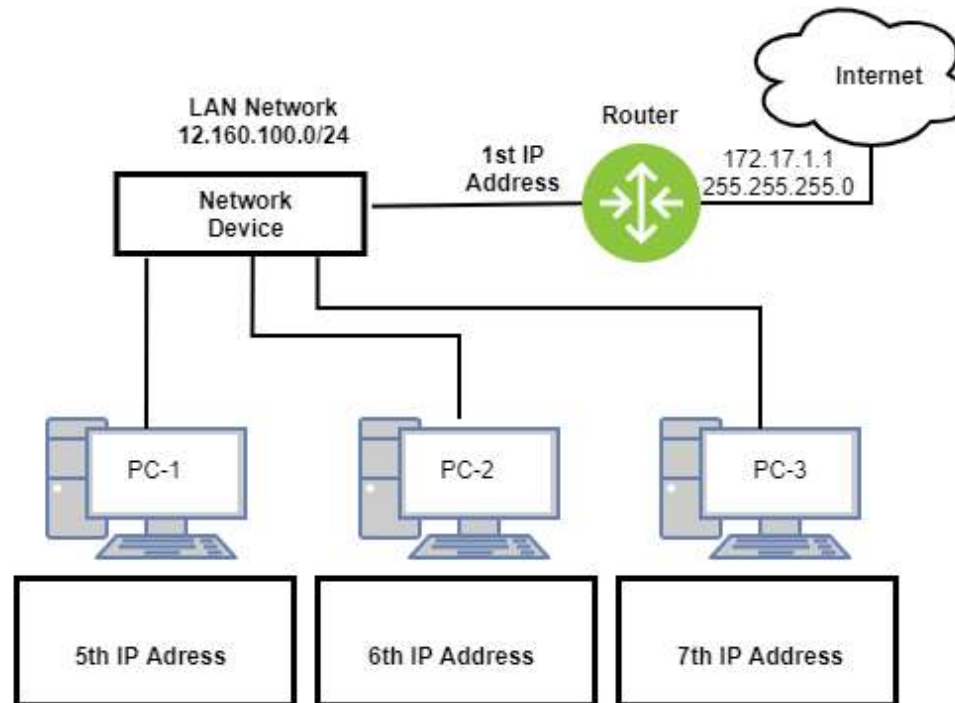 Internet
LAN Network
12.160.100.0/24
Router
1st IP
Address
172.17.1.1
255.255.255.0
Network
Device
PC-1
PC-2
PC-3
5th IP Adress
6th IP Address
7th IP Address